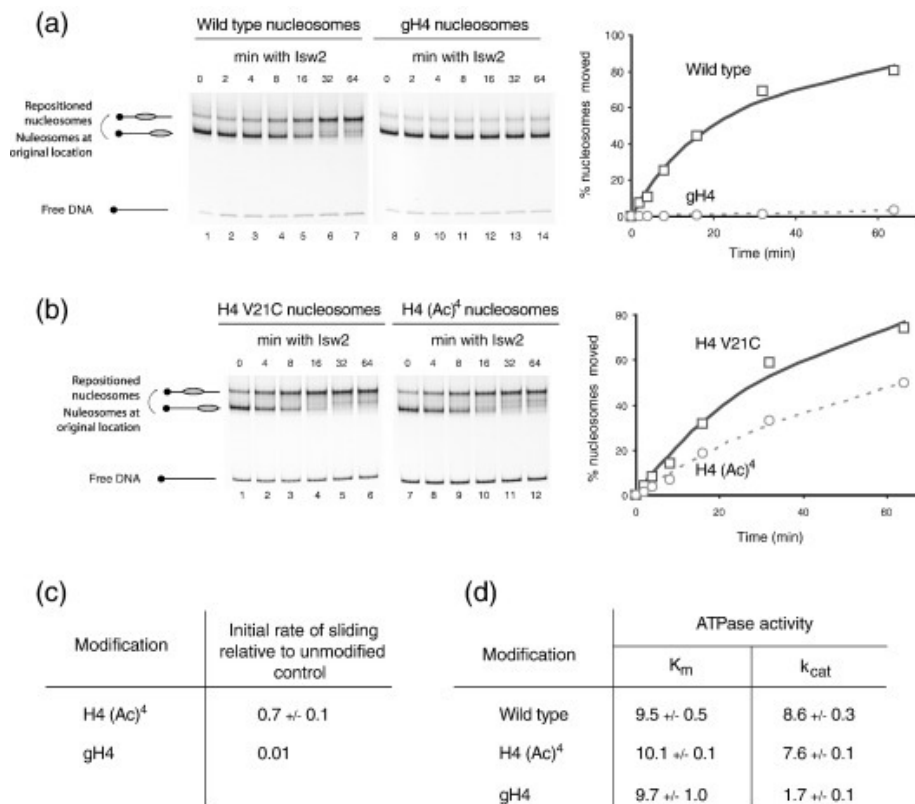 (a)
Wild type nucleosomes gH4 nucleosomes
min with Isw2 min with Isw2
0 2 4 8 16 32 64 0 2 4 8 16 32 64
Repositioned
nucleosomes
Nuleosomes at
original location
Free DNA
1 2 3 4 5 6 7 8 9 10 11 12 13 14
% nucleosomes moved
100
80
60
40
20
0
Wild type
gH4
0 20 40 60
Time (min)
(b)
H4 V21C nucleosomes H4 (Ac)⁴ nucleosomes
min with Isw2 min with Isw2
0 4 8 16 32 64 0 4 8 16 32 64
Repositioned
nucleosomes
Nuleosomes at
original location
Free DNA
1 2 3 4 5 6 7 8 9 10 11 12
% nucleosomes moved
80
60
40
20
0
H4 V21C
H4 (Ac)⁴
0 20 40 60
Time (min)
(c)
Modification
Initial rate of sliding
relative to unmodified
control
H4 (Ac)⁴ 0.7 +/- 0.1
gH4 0.01
(d)
ATPase activity
Modification
Km kcat
Wild type 9.5 +/- 0.5 8.6 +/- 0.3
H4 (Ac)⁴ 10.1 +/- 0.1 7.6 +/- 0.1
gH4 9.7 +/- 1.0 1.7 +/- 0.1